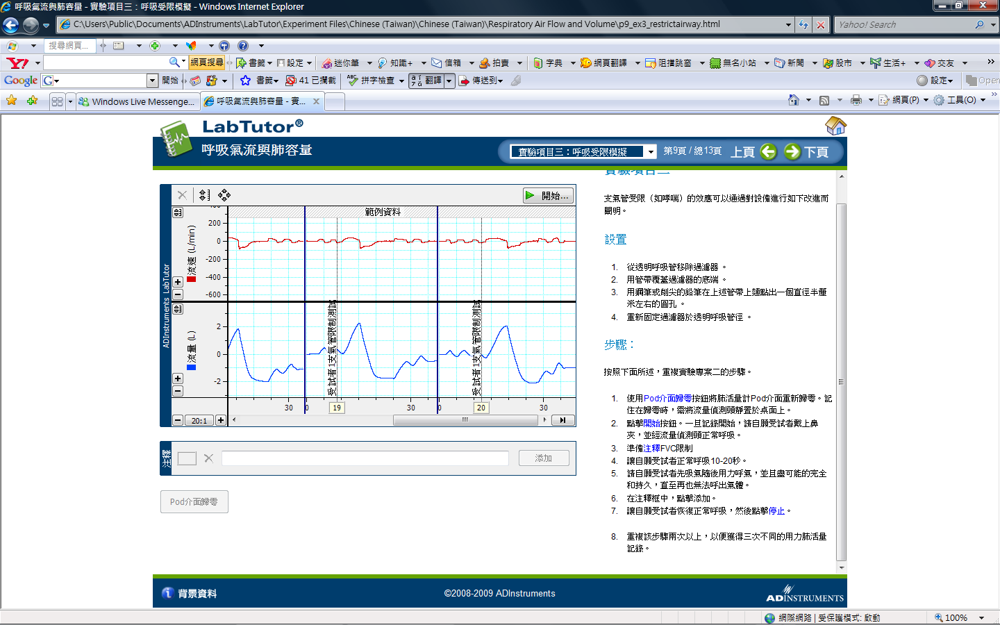 呼吸氣流與肺容量 - 實驗項目三：呼吸受限模擬 - Windows Internet Explorer
C:\Users\Public\Documents\ADInstruments\LabTutor\Experiment Files\Chinese (Taiwan)\Chinese (Taiwan)\Respiratory Air Flow and Volume\p9_ex3_restrictairway.html
Yahoo! Search
搜尋網頁...
Y! 網頁搜尋 書籤 設定 迷你筆 知識+ 信箱 拍賣 字典 網頁翻譯 阻擋跳窗 無名小站 新聞 股市 生活+ 交友
Google G 開始 書籤 41 已攔截 拼字檢查 翻譯 傳送到 設定 Open
Windows Live Messenge... 呼吸氣流與肺容量 - 實... 網頁(P) 工具(O)
LabTutor®
呼吸氣流與肺容量
實驗項目三：呼吸受限模擬 第9頁 / 總13頁 上頁 下頁
開始...
範例資料
ADInstruments LabTutor
流速 (L/min)
200
0
-200
-400
-600
流量 (L)
2
0
-2
受試者1支氣管限制測試
受試者1支氣管限制測試
30 0 19 30 0 20 30
20:1
注釋
添加
Pod介面歸零
實驗項目三
支氣管受限（如哮喘）的效應可以通過對設備進行如下改進而
闡明。
設置
1. 從透明呼吸管移除過濾器 。
2. 用管帶覆蓋過濾器的底端 。
3. 用鋼筆或削尖的鉛筆在上述管帶上麵點出一個直徑半釐
米左右的圓孔 。
4. 重新固定過濾器於透明呼吸管徑 。
步驟：
按照下面所述，重複實驗專案二的步驟。
1. 使用Pod介面歸零按鈕將肺活量計Pod介面重新歸零。記
住在歸零時，需將流量偵測頭靜置於桌面上。
2. 點擊開始按鈕。一旦記錄開始，請自願受試者戴上鼻
夾，並經流量偵測頭正常呼吸。
3. 準備注釋FVC限制
4. 讓自願受試者正常呼吸10-20秒。
5. 請自願受試者先吸氣隨後用力呼氣，並且盡可能的完全
和持久，直至再也無法呼出氣體。
6. 在注釋框中，點擊添加。
7. 讓自願受試者恢復正常呼吸，然後點擊停止。
8. 重複該步驟兩次以上，以便獲得三次不同的用力肺活量
記錄。
背景資料
©2008-2009 ADInstruments
ADINSTRUMENTS
網際網路 | 受保護模式: 啟動
100%